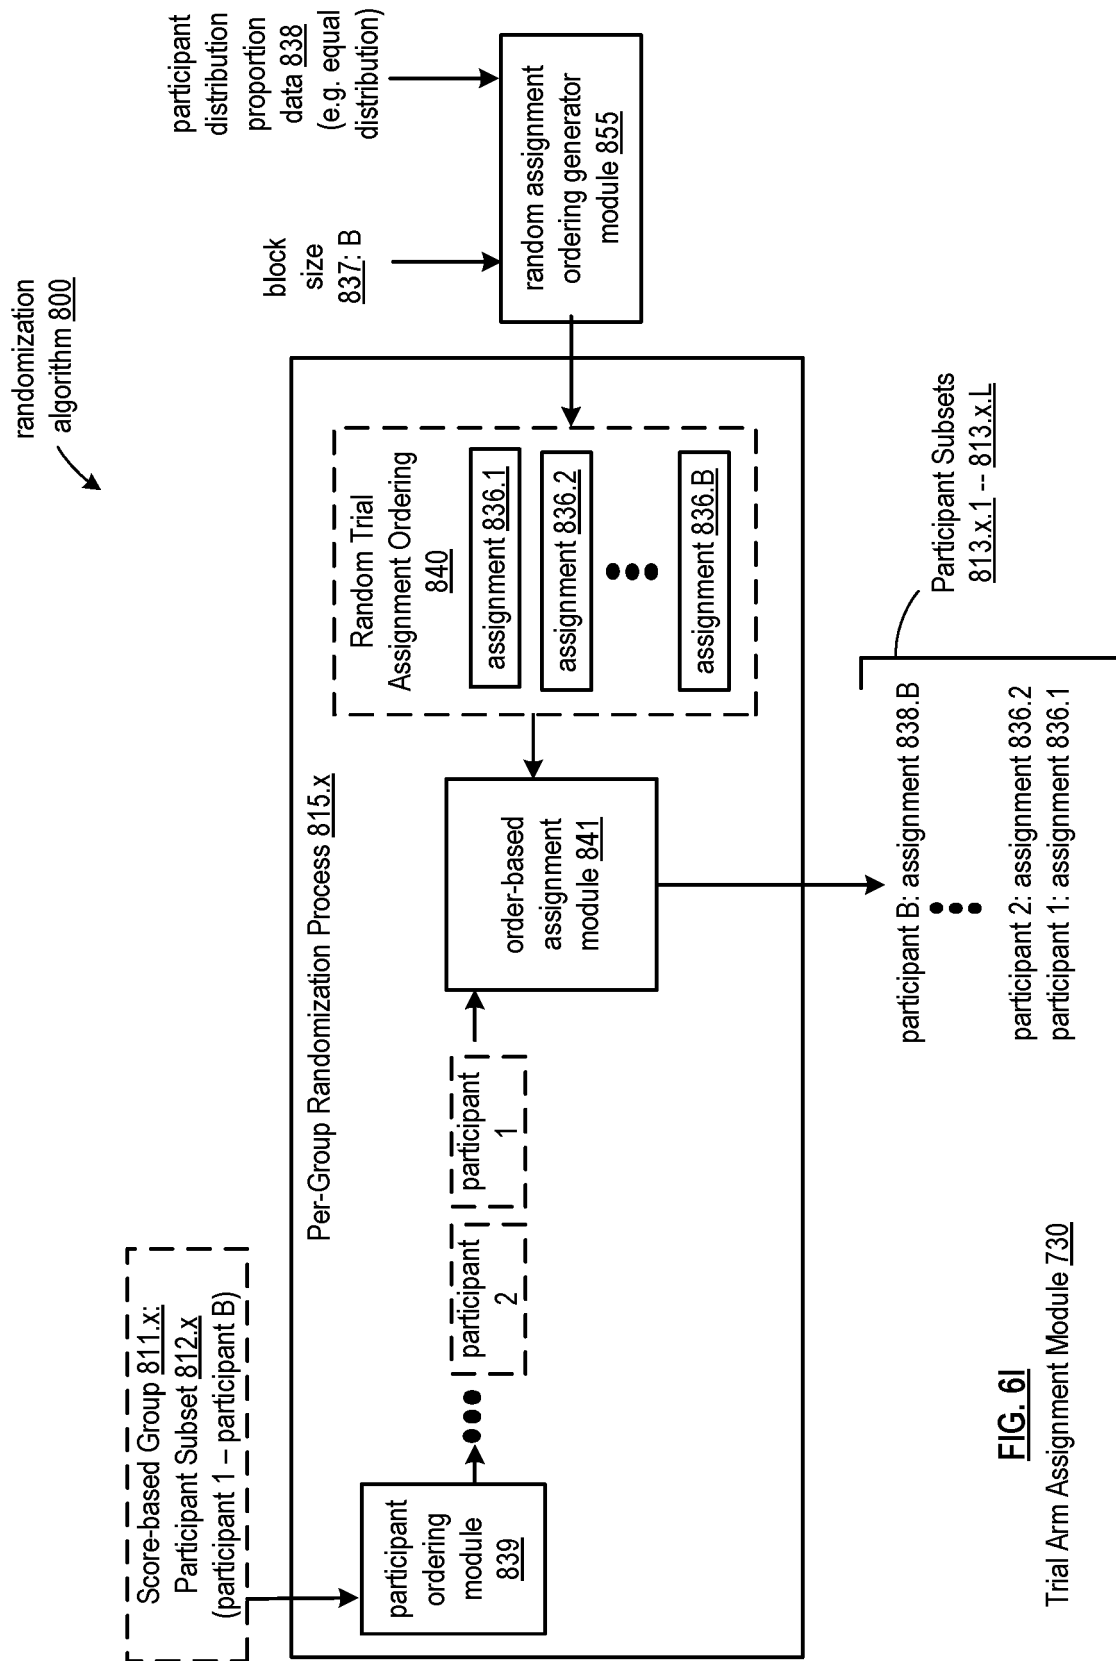 randomization
algorithm 800
participant
distribution
proportion
data 838
(e.g. equal
distribution)
block
size
837: B
random assignment
ordering generator
module 855
Score-based Group 811.x:
Participant Subset 812.x
(participant 1 – participant B)
Per-Group Randomization Process 815.x
Random Trial
Assignment Ordering
840
assignment 836.1
assignment 836.2
assignment 836.B
participant
ordering
module
839
participant
2
participant
1
order-based
assignment
module 841
Participant Subsets
813.x.1 -- 813.x.L
participant B: assignment 838.B
participant 2: assignment 836.2
participant 1: assignment 836.1
FIG. 6I
Trial Arm Assignment Module 730